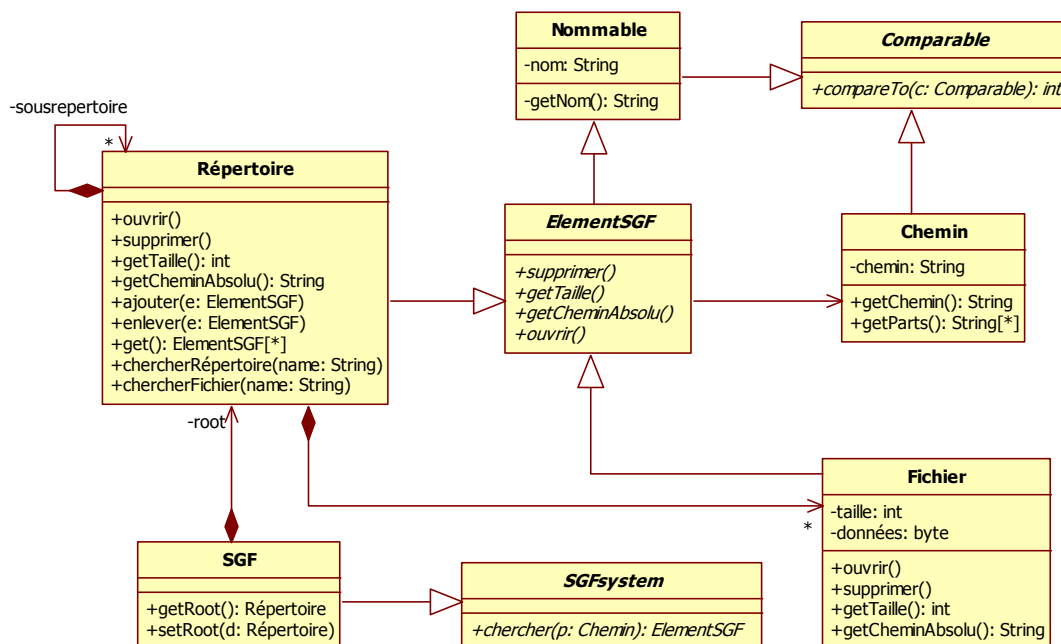 Nommable
-nom: String
-getNom(): String
Comparable
+compareTo(c: Comparable): int
-sousrepertoire
*
Répertoire
+ouvrir()
+supprimer()
+getTaille(): int
+getCheminAbsolu(): String
+ajouter(e: ElementSGF)
+enlever(e: ElementSGF)
+get(): ElementSGF[*]
+chercherRépertoire(name: String)
+chercherFichier(name: String)
ElementSGF
+supprimer()
+getTaille()
+getCheminAbsolu()
+ouvrir()
Chemin
-chemin: String
+getChemin(): String
+getParts(): String[*]
-root
*
Fichier
-taille: int
-données: byte
+ouvrir()
+supprimer()
+getTaille(): int
+getCheminAbsolu(): String
SGF
+getRoot(): Répertoire
+setRoot(d: Répertoire)
SGFsystem
+chercher(p: Chemin): ElementSGF